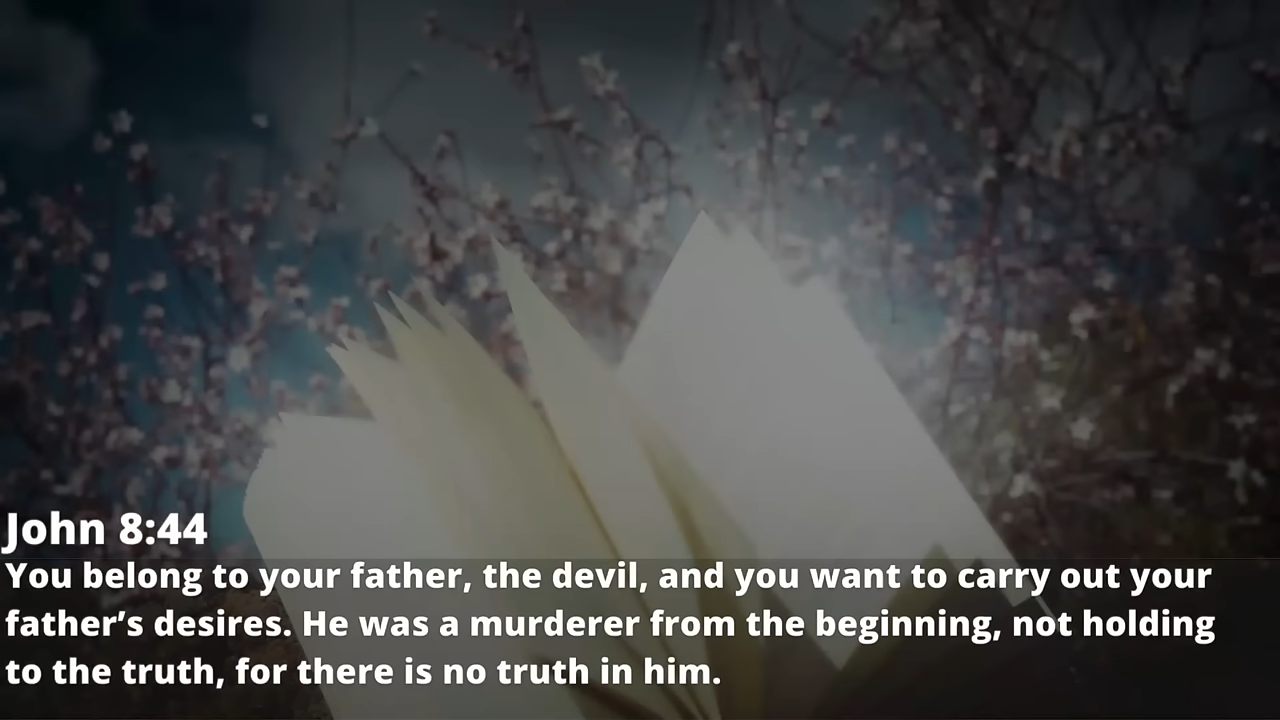 John 8:44
You belong to your father, the devil, and you want to carry out your
father’s desires. He was a murderer from the beginning, not holding
to the truth, for there is no truth in him.